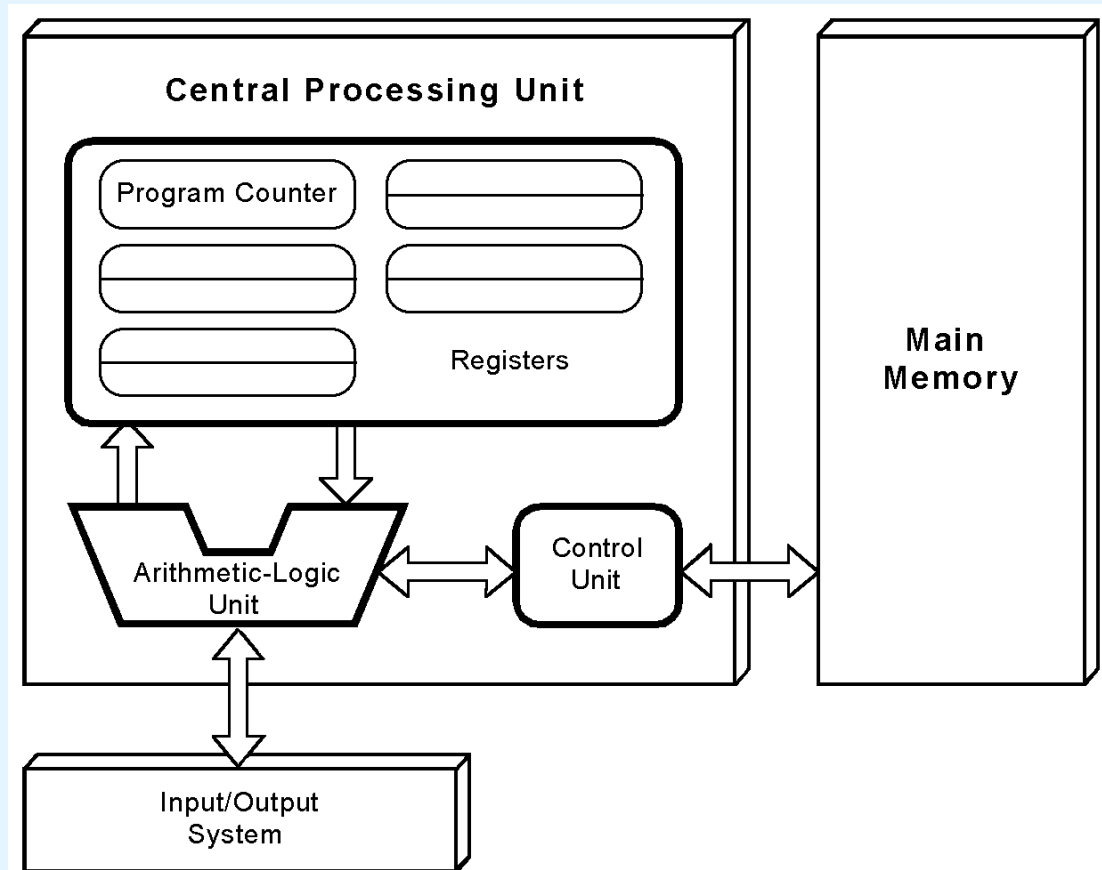 Central Processing Unit
Program Counter
Registers
Main
Memory
Arithmetic-Logic
Unit
Control
Unit
Input/Output
System